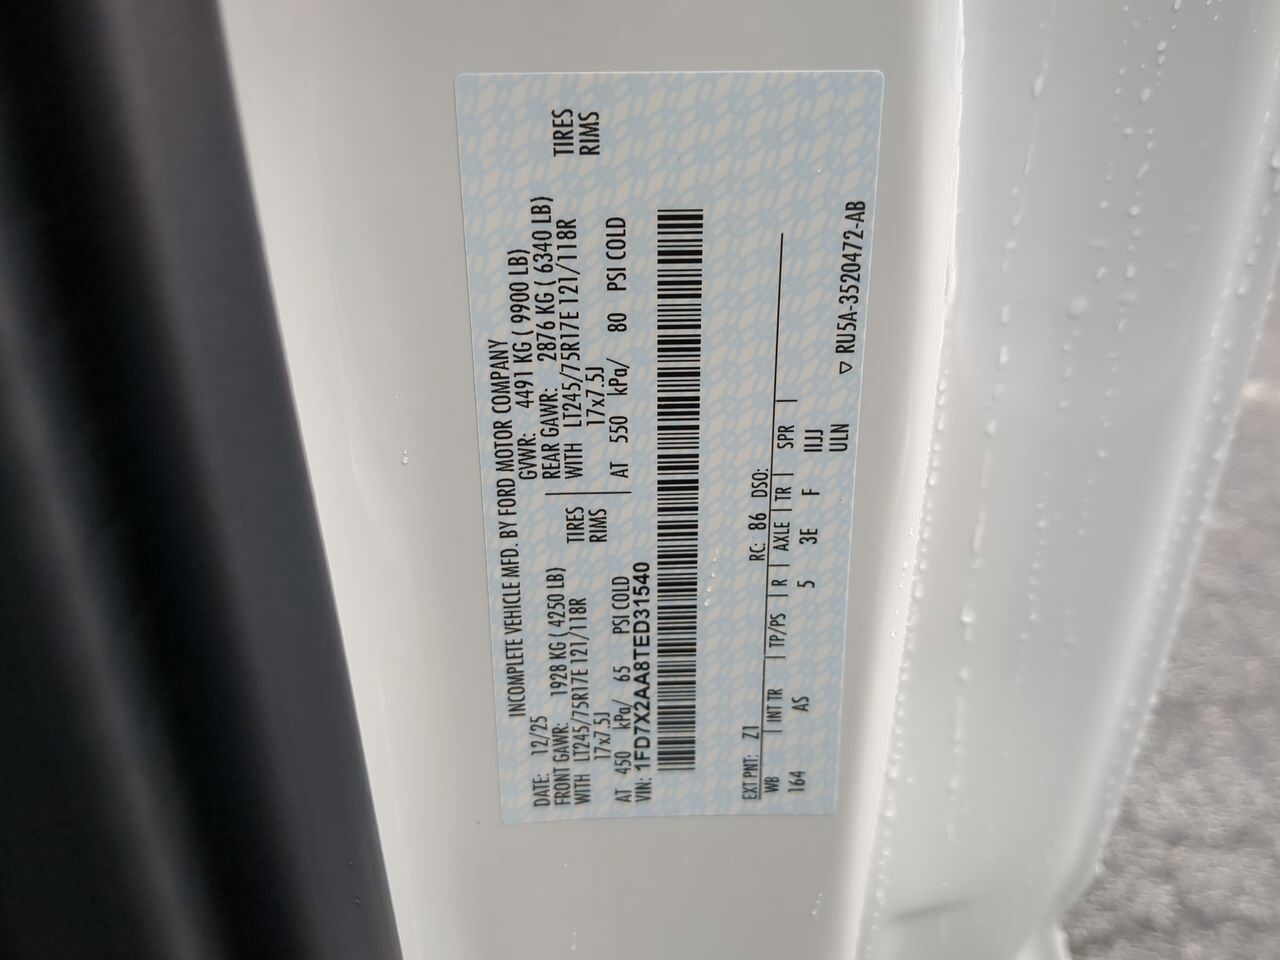 INCOMPLETE VEHICLE MFD. BY FORD MOTOR COMPANY
DATE: 12/25 GVWR: 4491 KG ( 9900 LB)
FRONT GAWR: 1928 KG ( 4250 LB) REAR GAWR: 2876 KG ( 6340 LB)
WITH LT245/75R17E 121/118R TIRES WITH LT245/75R17E 121/118R TIRES
17x7.5J RIMS 17x7.5J RIMS
AT 450 kPa/ 65 PSI COLD AT 550 kPa/ 80 PSI COLD
VIN: 1FD7X2AA8TED31540
EXT PNT: Z1 RC: 86 DSO:
WB INT TR TP/PS R AXLE TR SPR
164 AS 5 3E F IIJJ
ULN
▽ RU5A-3520472-AB